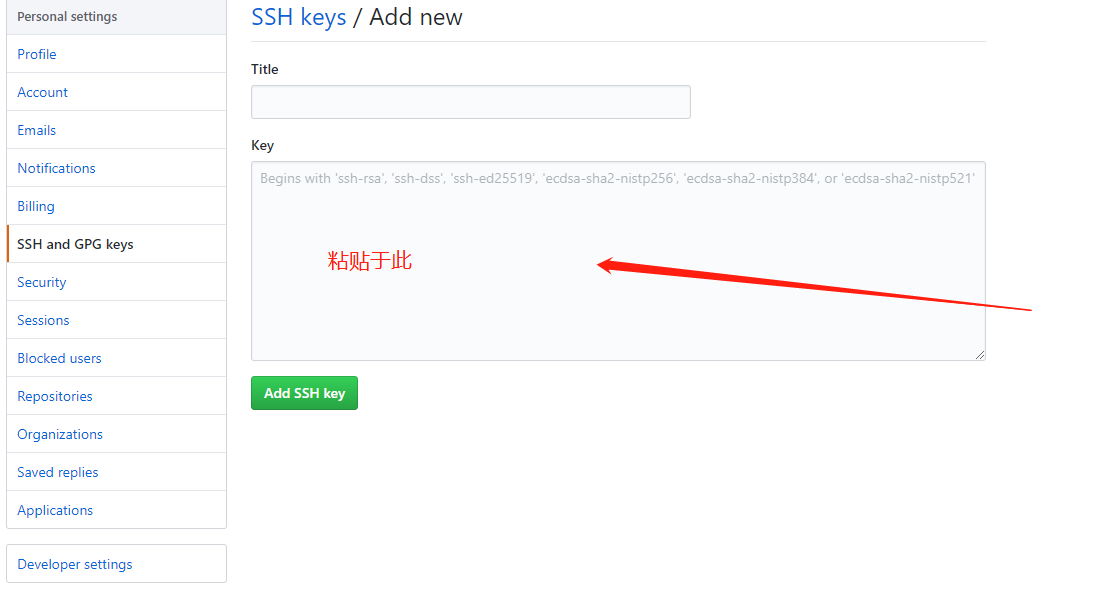 Personal settings
Profile
Account
Emails
Notifications
Billing
SSH and GPG keys
Security
Sessions
Blocked users
Repositories
Organizations
Saved replies
Applications
Developer settings
SSH keys / Add new
Title
Key
Begins with 'ssh-rsa', 'ssh-dss', 'ssh-ed25519', 'ecdsa-sha2-nistp256', 'ecdsa-sha2-nistp384', or 'ecdsa-sha2-nistp521'
粘贴于此
Add SSH key